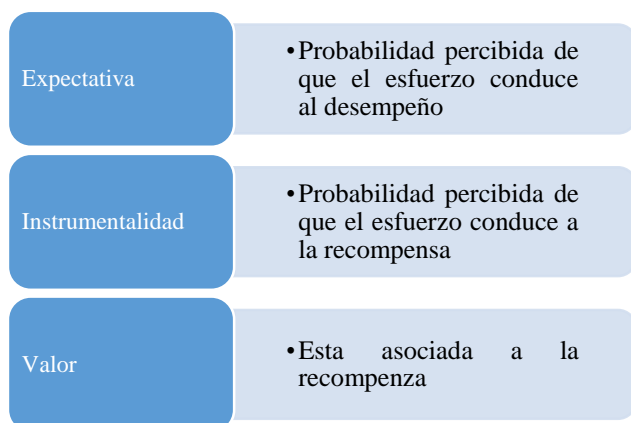 Expectativa
•Probabilidad percibida de
que el esfuerzo conduce
al desempeño
Instrumentalidad
•Probabilidad percibida de
que el esfuerzo conduce a
la recompensa
Valor
•Esta asociada a la
recompenza